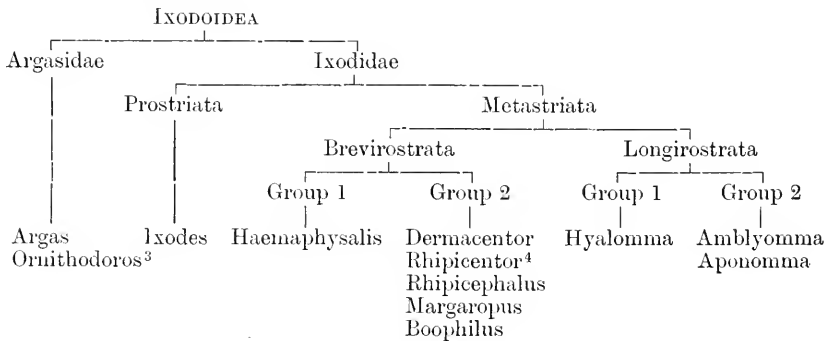 IXODOIDEA
Argasidae Ixodidae
Prostriata Metastriata
Brevirostrata Longirostrata
Group 1 Group 2 Group 1 Group 2
Argas Ixodes Haemaphysalis Dermacentor Hyalomma Amblyomma
Ornithodoros³ Rhipicentor⁴ Aponomma
Rhipicephalus
Margaropus
Boophilus